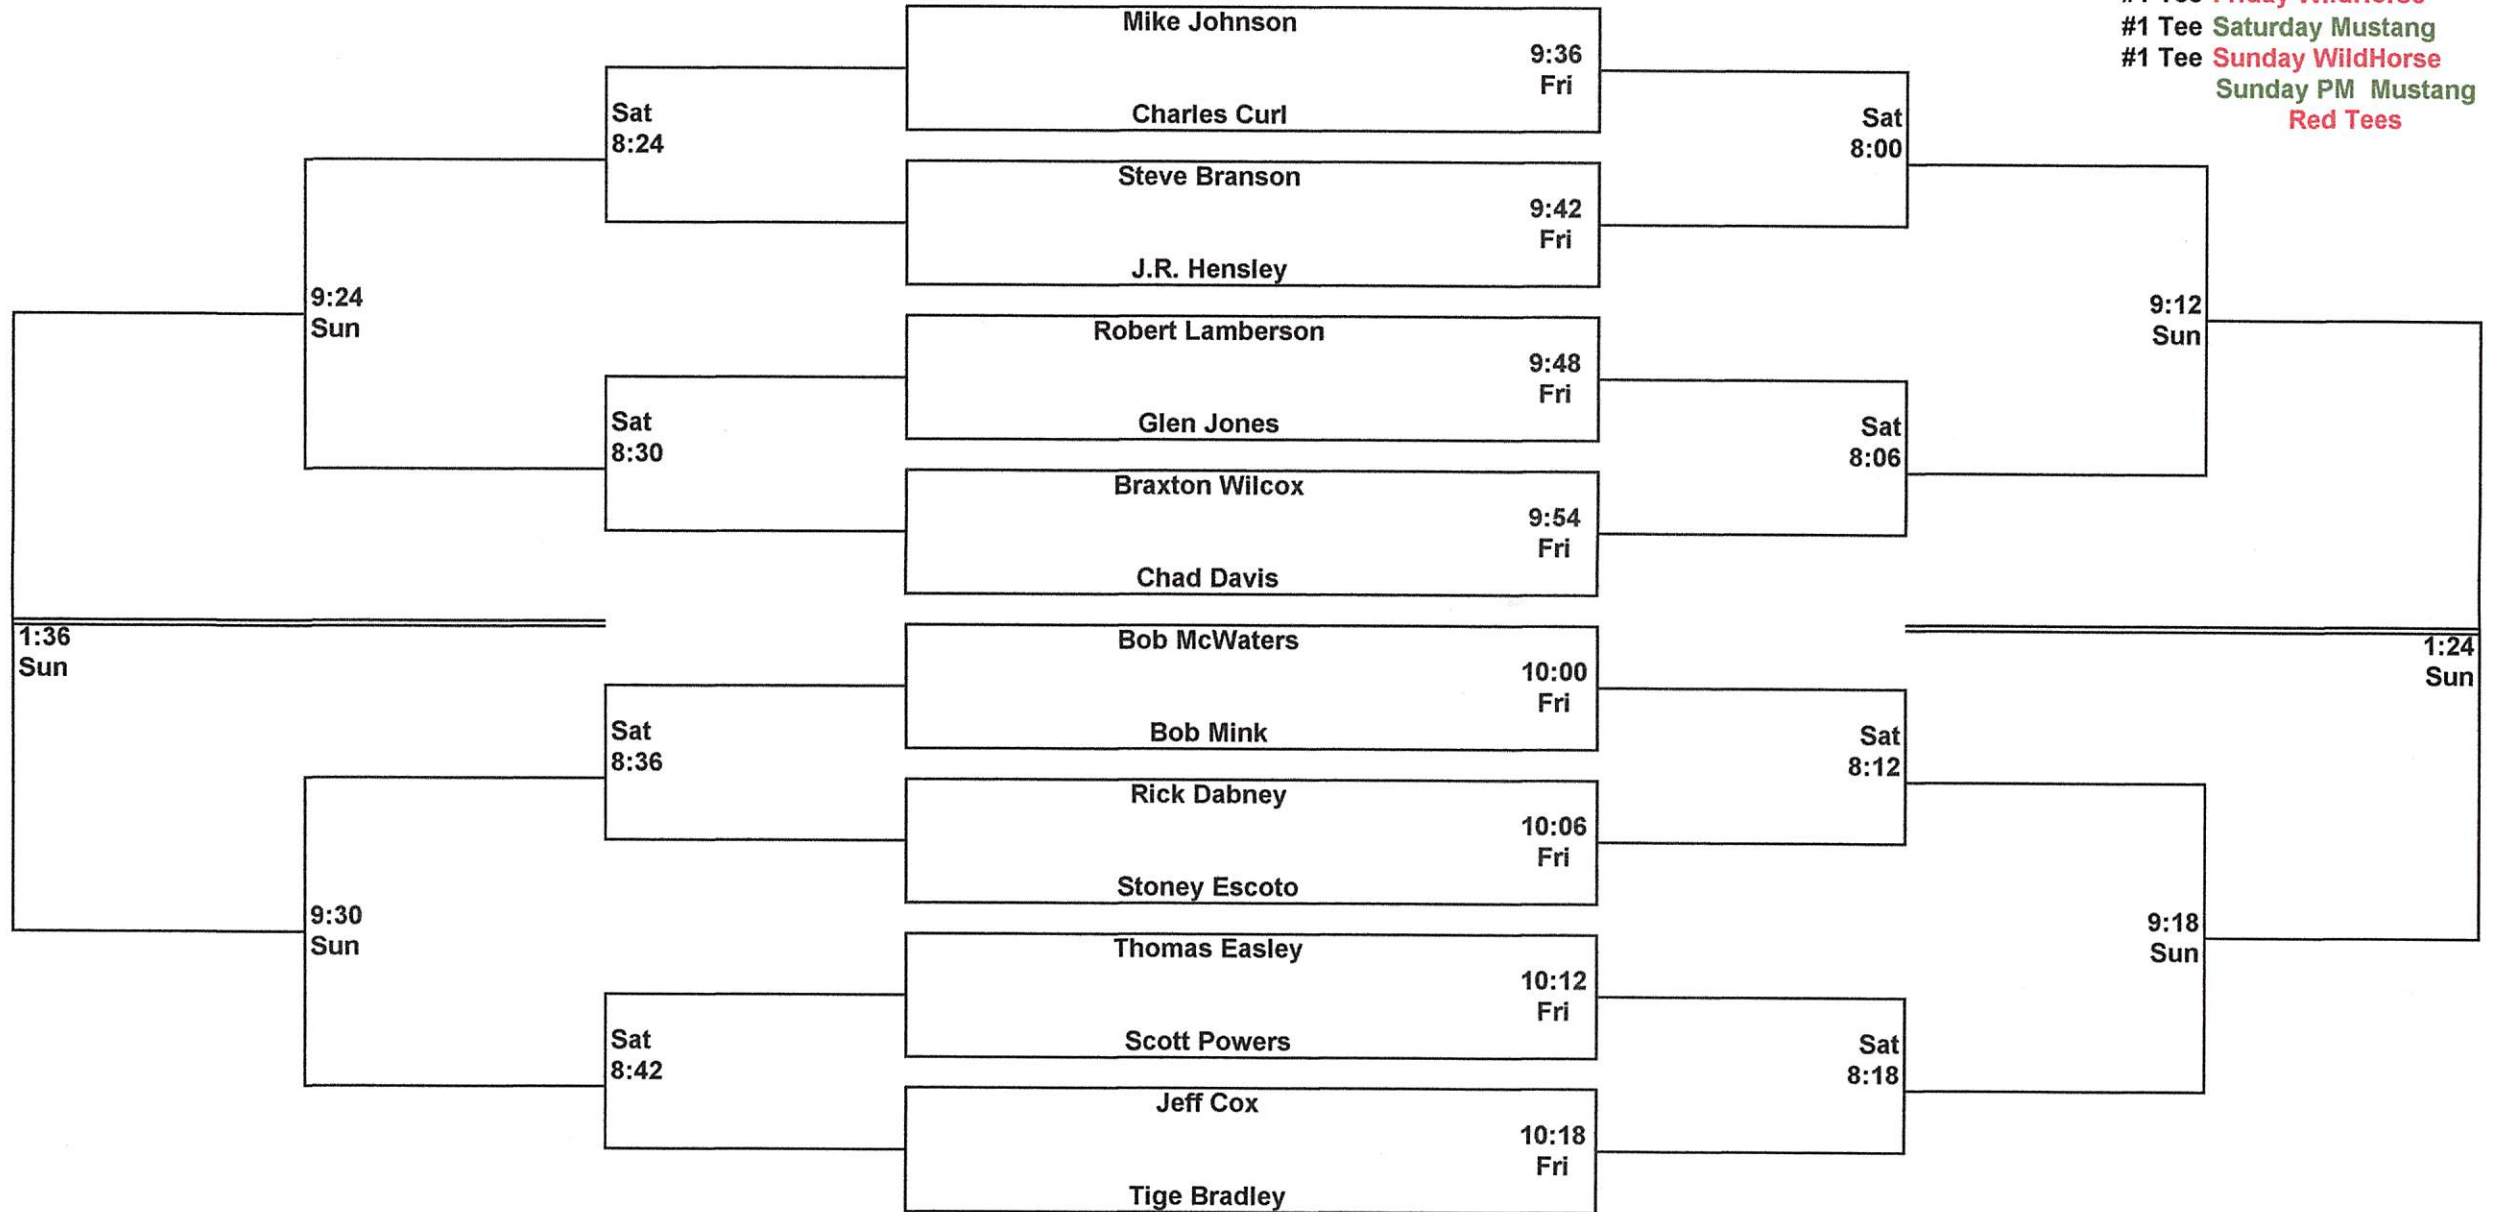 #1 Tee Friday WildHorse
#1 Tee Saturday Mustang
#1 Tee Sunday WildHorse
Sunday PM Mustang
Red Tees
Mike Johnson
9:36
Fri
Charles Curl
Sat
8:24
Sat
8:00
Steve Branson
9:42
Fri
J.R. Hensley
9:24
Sun
9:12
Sun
Robert Lamberson
9:48
Fri
Glen Jones
Sat
8:30
Sat
8:06
Braxton Wilcox
9:54
Fri
Chad Davis
1:36
Sun
1:24
Sun
Bob McWaters
10:00
Fri
Bob Mink
Sat
8:36
Sat
8:12
Rick Dabney
10:06
Fri
Stoney Escoto
9:30
Sun
9:18
Sun
Thomas Easley
10:12
Fri
Scott Powers
Sat
8:42
Sat
8:18
Jeff Cox
10:18
Fri
Tige Bradley